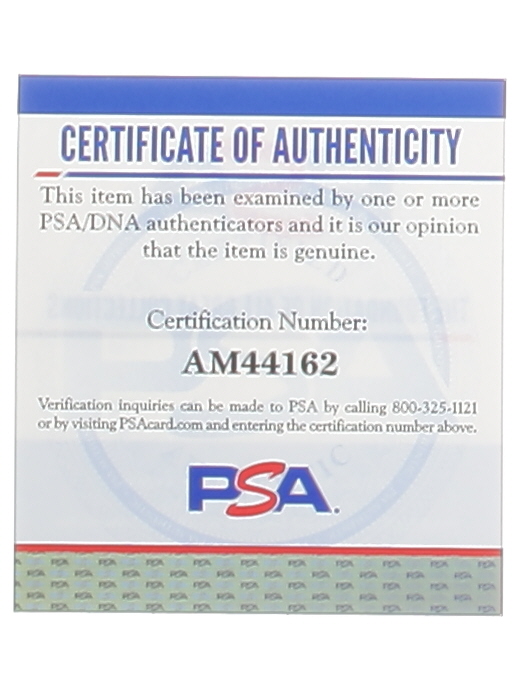 CERTIFICATE OF AUTHENTICITY
This item has been examined by one or more
PSA/DNA authenticators and it is our opinion
that the item is genuine.
Certification Number:
AM44162
Verification inquiries can be made to PSA by calling 800-325-1121
or by visiting PSAcard.com and entering the certification number above.
PSA.